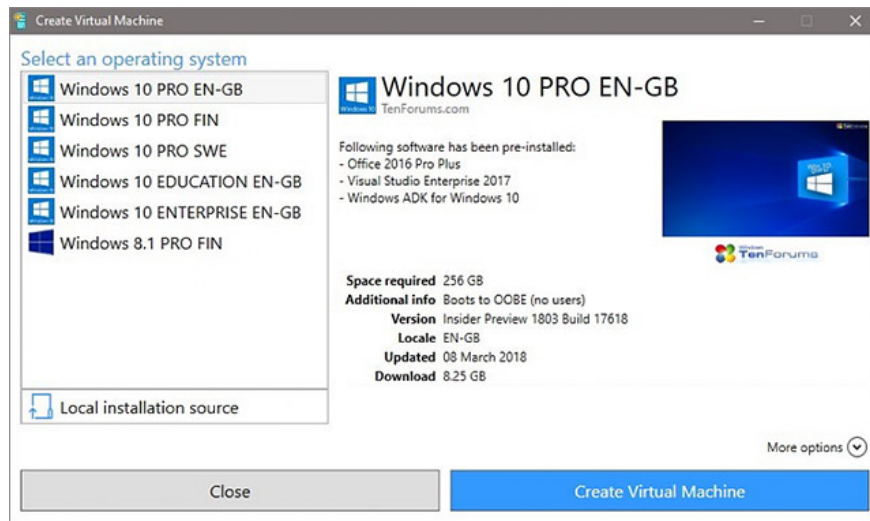 Create Virtual Machine
Select an operating system
Windows 10 PRO EN-GB
Windows 10 PRO FIN
Windows 10 PRO SWE
Windows 10 EDUCATION EN-GB
Windows 10 ENTERPRISE EN-GB
Windows 8.1 PRO FIN
Local installation source
Windows 10 PRO EN-GB
TenForums.com
Following software has been pre-installed:
- Office 2016 Pro Plus
- Visual Studio Enterprise 2017
- Windows ADK for Windows 10
TenForums
Space required 256 GB
Additional info Boots to OOBE (no users)
Version Insider Preview 1803 Build 17618
Locale EN-GB
Updated 08 March 2018
Download 8.25 GB
More options
Close
Create Virtual Machine